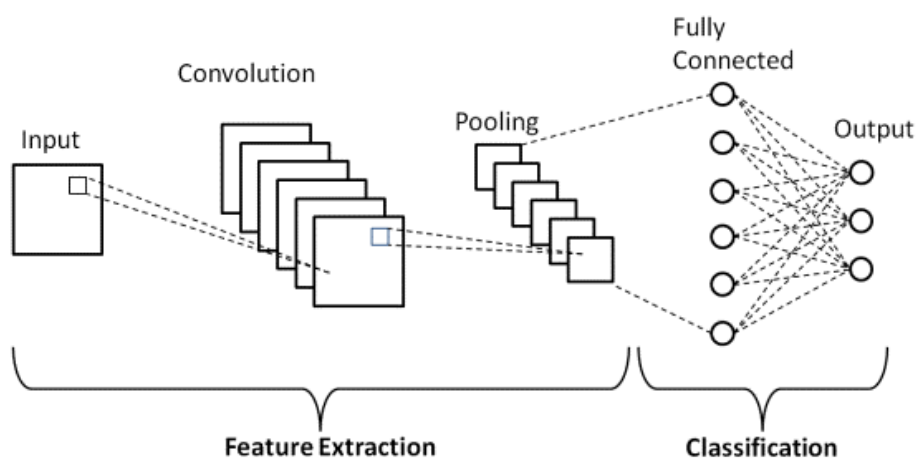 Fully
Connected
Convolution
Pooling
Output
Input
Feature Extraction
Classification